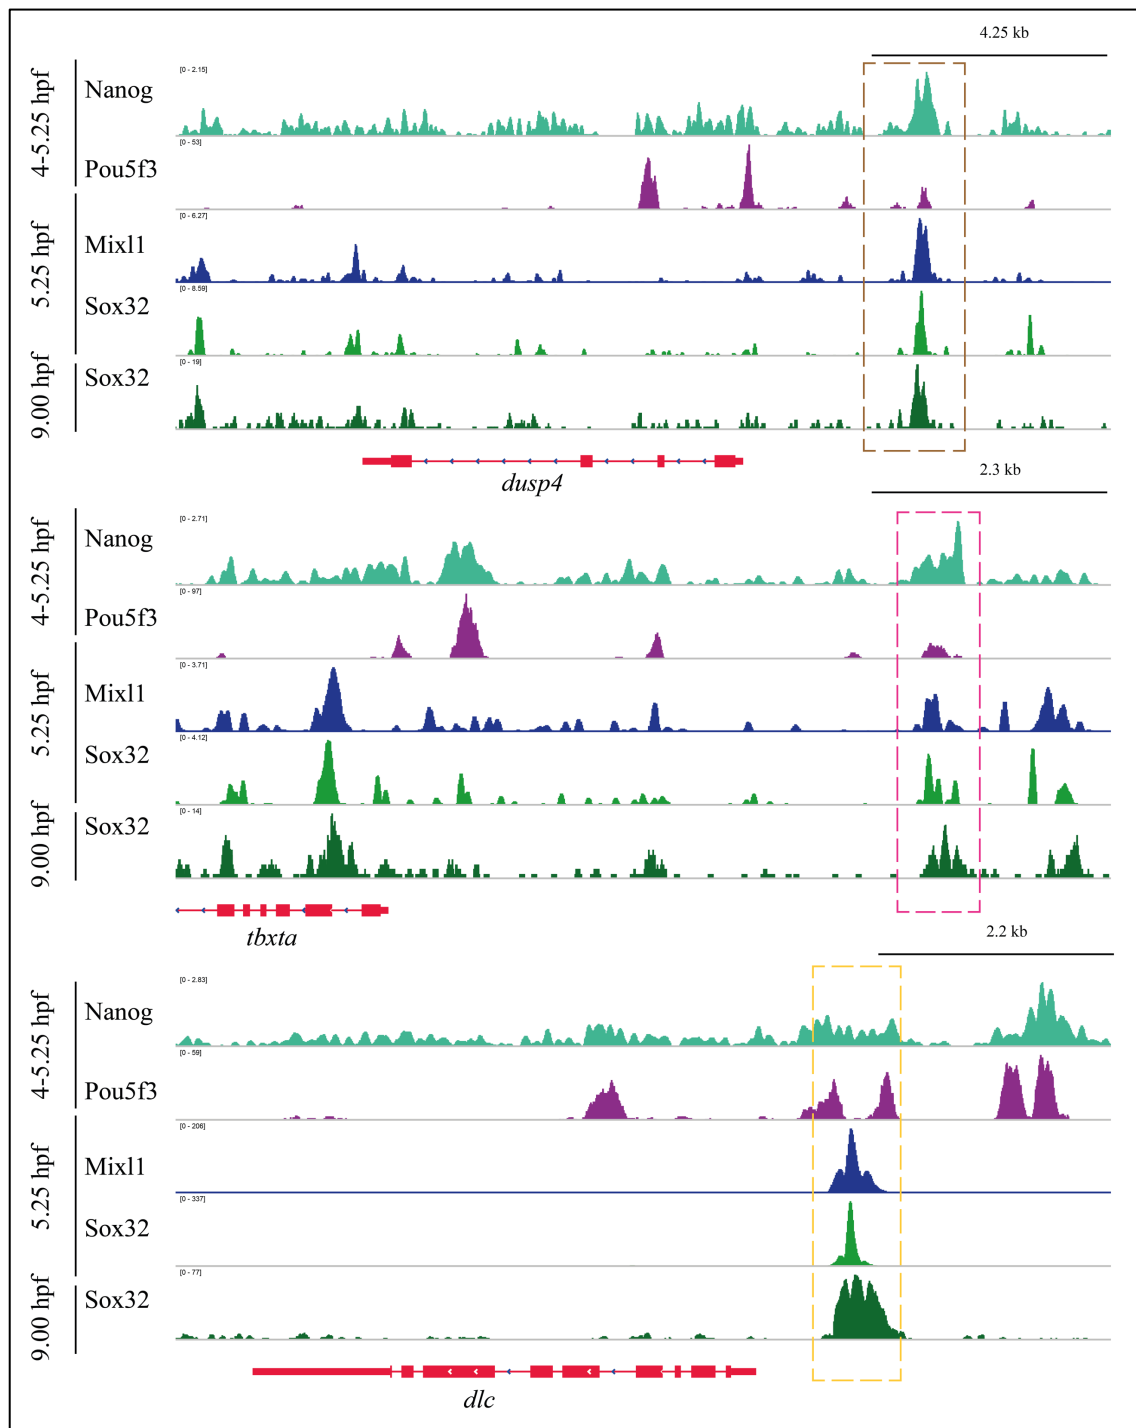 4.25 kb
4-5.25 hpf
Nanog
[0 - 2.15]
Pou5f3
[0 - 53]
5.25 hpf
Mixl1
[0 - 6.27]
Sox32
[0 - 8.59]
9.00 hpf
Sox32
[0 - 19]
dusp4
2.3 kb
4-5.25 hpf
Nanog
[0 - 2.71]
Pou5f3
[0 - 97]
5.25 hpf
Mixl1
[0 - 3.71]
Sox32
[0 - 4.12]
9.00 hpf
Sox32
[0 - 14]
tbxta
2.2 kb
4-5.25 hpf
Nanog
[0 - 2.83]
Pou5f3
[0 - 59]
5.25 hpf
Mixl1
[0 - 206]
Sox32
[0 - 337]
9.00 hpf
Sox32
[0 - 77]
dlc